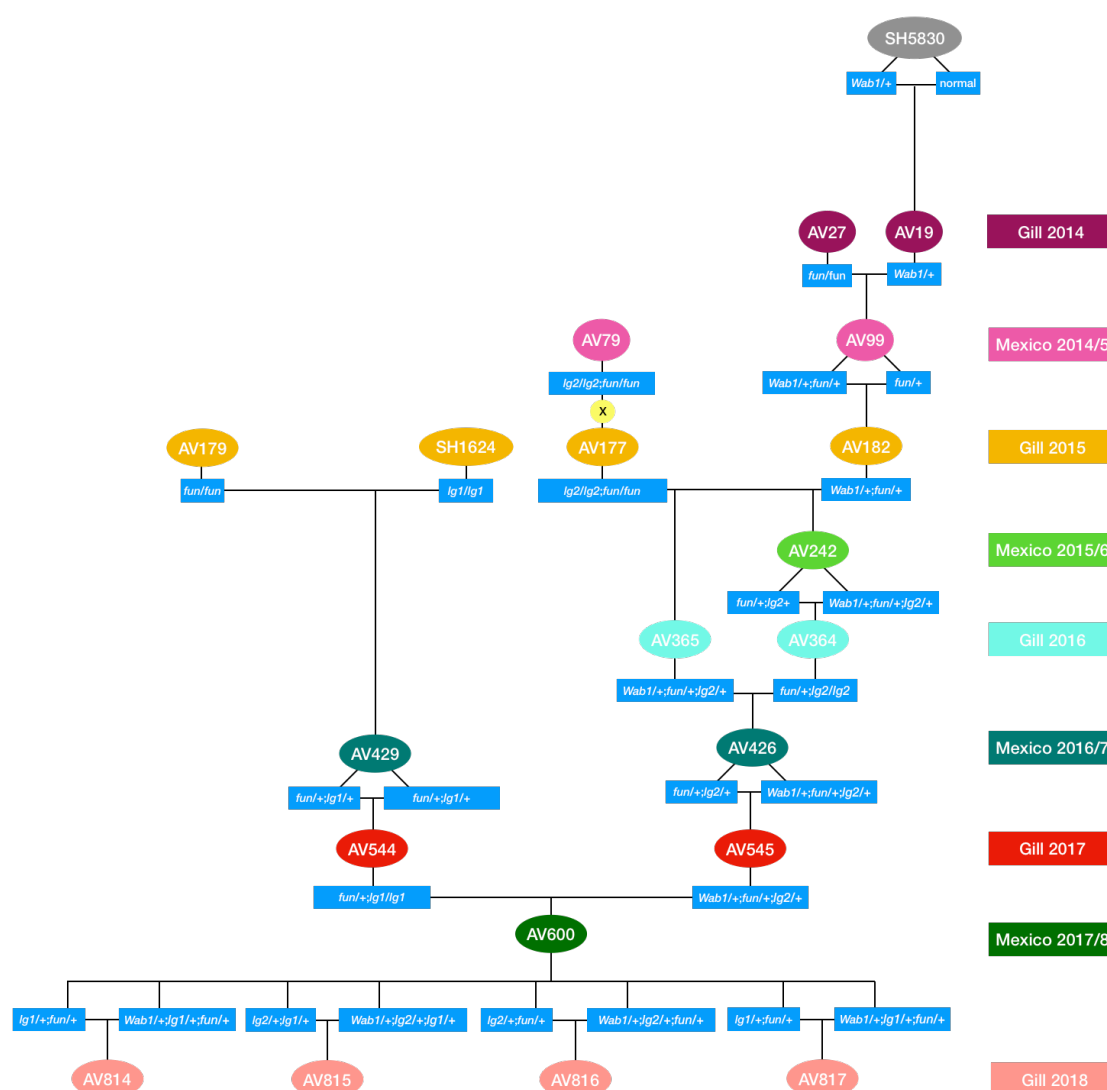 SH5830
Wab1/+
normal
AV27
AV19
Gill 2014
fun/fun
Wab1/+
AV79
AV99
Mexico 2014/5
lg2/lg2;fun/fun
Wab1/+;fun/+
fun/+
X
AV179
SH1624
AV177
AV182
Gill 2015
fun/fun
lg1/lg1
lg2/lg2;fun/fun
Wab1/+;fun/+
AV242
Mexico 2015/6
fun/+;lg2+
Wab1/+;fun/+;lg2/+
AV365
AV364
Gill 2016
Wab1/+;fun/+;lg2/+
fun/+;lg2/lg2
AV429
AV426
Mexico 2016/7
fun/+;lg1/+
fun/+;lg1/+
fun/+;lg2/+
Wab1/+;fun/+;lg2/+
AV544
AV545
Gill 2017
fun/+;lg1/lg1
Wab1/+;fun/+;lg2/+
AV600
Mexico 2017/8
lg1/+;fun/+
Wab1/+;lg1/+;fun/+
lg2/+;lg1/+
Wab1/+;lg2/+;lg1/+
lg2/+;fun/+
Wab1/+;lg2/+;fun/+
lg1/+;fun/+
Wab1/+;lg1/+;fun/+
AV814
AV815
AV816
AV817
Gill 2018